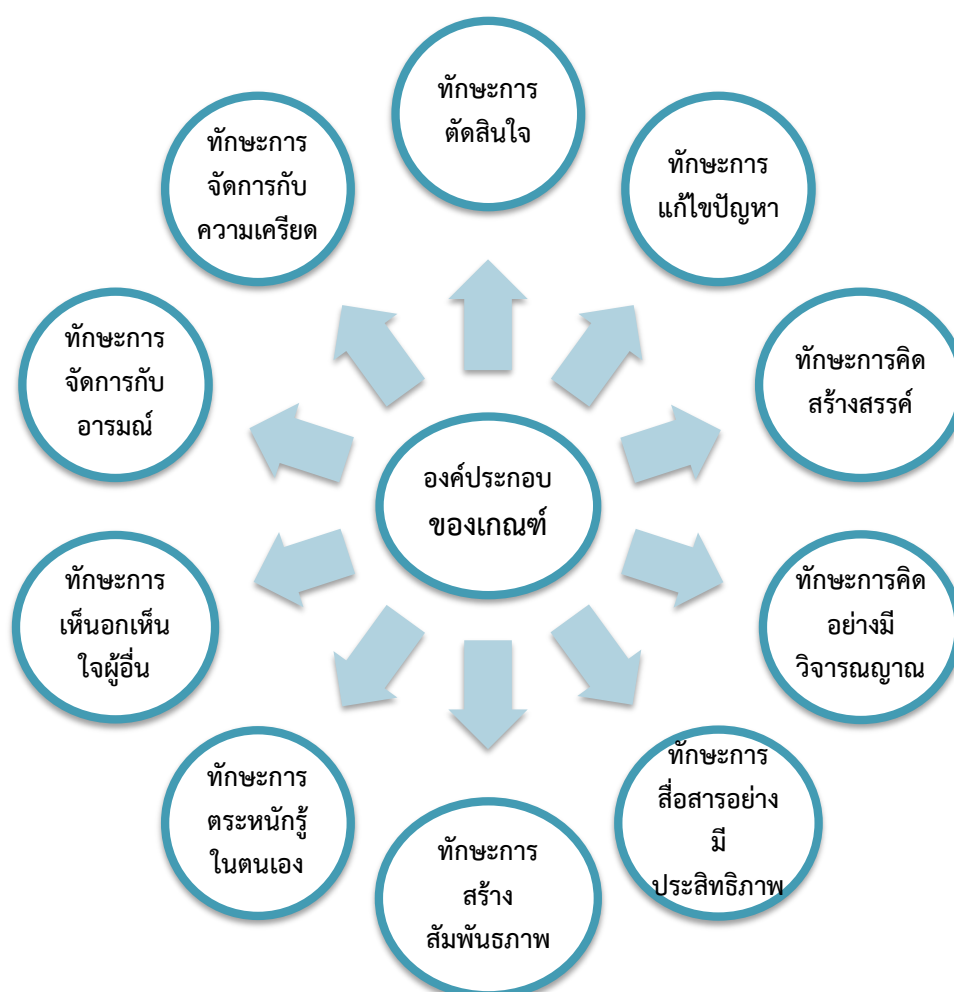 ทักษะการ
ตัดสินใจ
ทักษะการ
แก้ไขปัญหา
ทักษะการคิด
สร้างสรรค์
ทักษะการคิด
อย่างมี
วิจารณญาณ
ทักษะการ
สื่อสารอย่าง
มี
ประสิทธิภาพ
ทักษะการ
สร้าง
สัมพันธภาพ
ทักษะการ
ตระหนักรู้
ในตนเอง
ทักษะการ
เห็นอกเห็น
ใจผู้อื่น
ทักษะการ
จัดการกับ
อารมณ์
ทักษะการ
จัดการกับ
ความเครียด
องค์ประกอบ
ของเกณฑ์